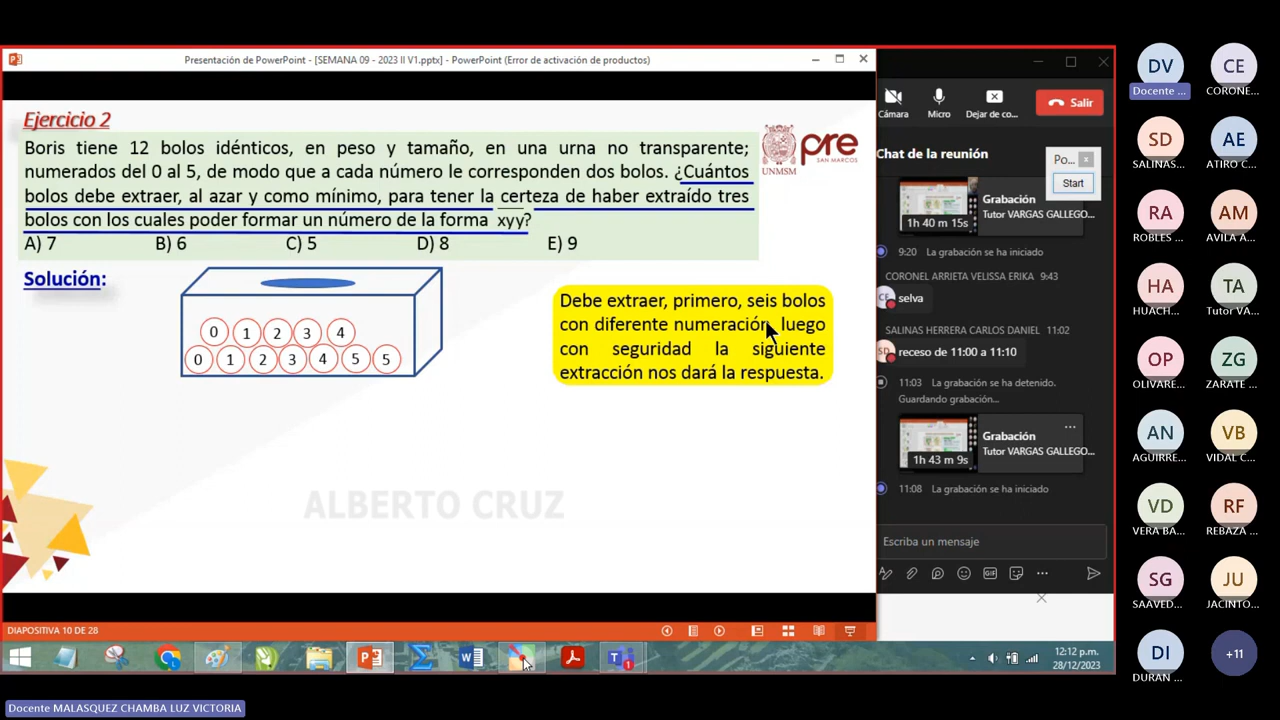 Presentación de PowerPoint - [SEMANA 09 - 2023 II V1.pptx] - PowerPoint (Error de activación de productos)
Ejercicio 2
Boris tiene 12 bolos idénticos, en peso y tamaño, en una urna no transparente;
numerados del 0 al 5, de modo que a cada número le corresponden dos bolos. ¿Cuántos
bolos debe extraer, al azar y como mínimo, para tener la certeza de haber extraído tres
bolos con los cuales poder formar un número de la forma xyy?
A) 7 B) 6 C) 5 D) 8 E) 9
UNMSM
pre
SAN MARCOS
Solución:
0 1 2 3 4
0 1 2 3 4 5 5
Debe extraer, primero, seis bolos
con diferente numeración, luego
con seguridad la siguiente
extracción nos dará la respuesta.
ALBERTO CRUZ
DIAPOSITIVA 10 DE 28
Cámara
Micro
Dejar de co...
Salir
Chat de la reunión
Po...
x
Start
Grabación
Tutor VARGAS GALLEGO...
1h 40 m 15s
9:20 La grabación se ha iniciado
CORONEL ARRIETA VELISSA ERIKA 9:43
CE
selva
SALINAS HERRERA CARLOS DANIEL 11:02
SD
receso de 11:00 a 11:10
11:03 La grabación se ha detenido.
Guardando grabación...
Grabación
Tutor VARGAS GALLEGO...
1h 43 m 9s
11:08 La grabación se ha iniciado
Escriba un mensaje
GIF
12:12 p.m.
28/12/2023
DV
Docente ...
CE
CORONE...
SD
SALINAS...
AE
ATIRO C...
RA
ROBLES ...
AM
AVILA A...
HA
HUACH...
TA
Tutor V...
OP
OLIVARE...
ZG
ZARATE ...
AN
AGUIRRE...
VB
VIDAL C...
VD
VERA BA...
RF
REBAZA ...
SG
SAAVED...
JU
JACINTO...
DI
DURAN ...
+11
Docente MALASQUEZ CHAMBA LUZ VICTORIA